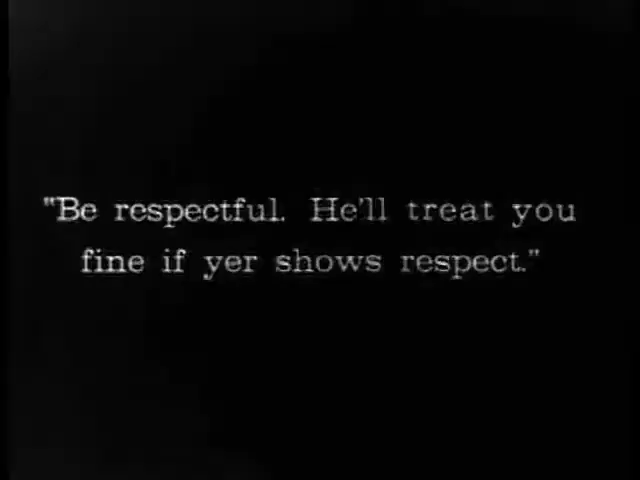 "Be respectful. He'll treat you
fine if yer shows respect."